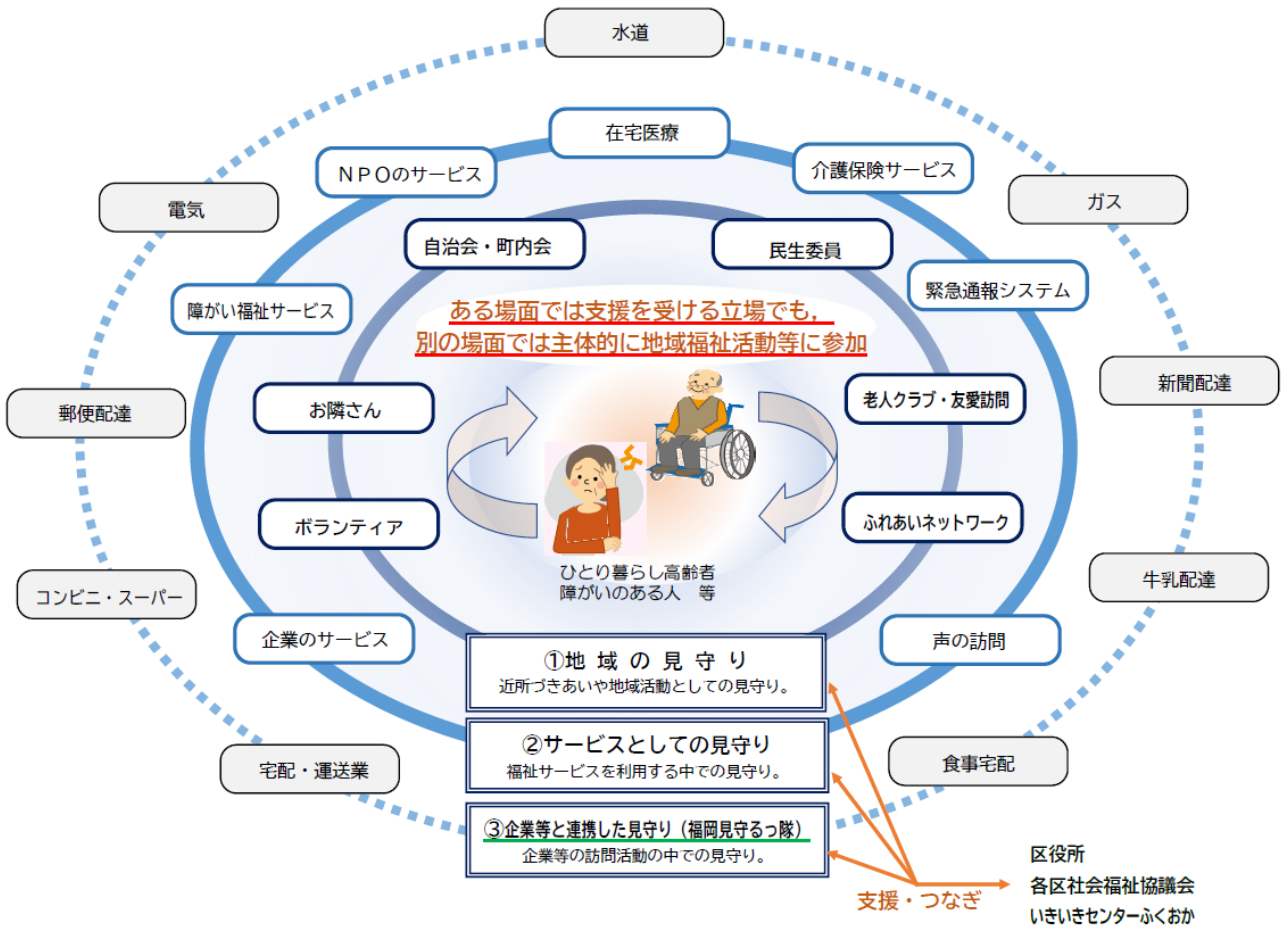 水道
在宅医療
NPOのサービス
介護保険サービス
電気
ガス
自治会・町内会
民生委員
障がい福祉サービス
緊急通報システム
ある場面では支援を受ける立場でも，
別の場面では主体的に地域福祉活動等に参加
郵便配達
お隣さん
老人クラブ・友愛訪問
新聞配達
ボランティア
ふれあいネットワーク
ひとり暮らし高齢者
障がいのある人　等
コンビニ・スーパー
牛乳配達
企業のサービス
声の訪問
①地 域 の 見 守 り
近所づきあいや地域活動としての見守り。
②サービスとしての見守り
福祉サービスを利用する中での見守り。
宅配・運送業
食事宅配
③企業等と連携した見守り（福岡見守るっ隊）
企業等の訪問活動の中での見守り。
支援・つなぎ
区役所
各区社会福祉協議会
いきいきセンターふくおか